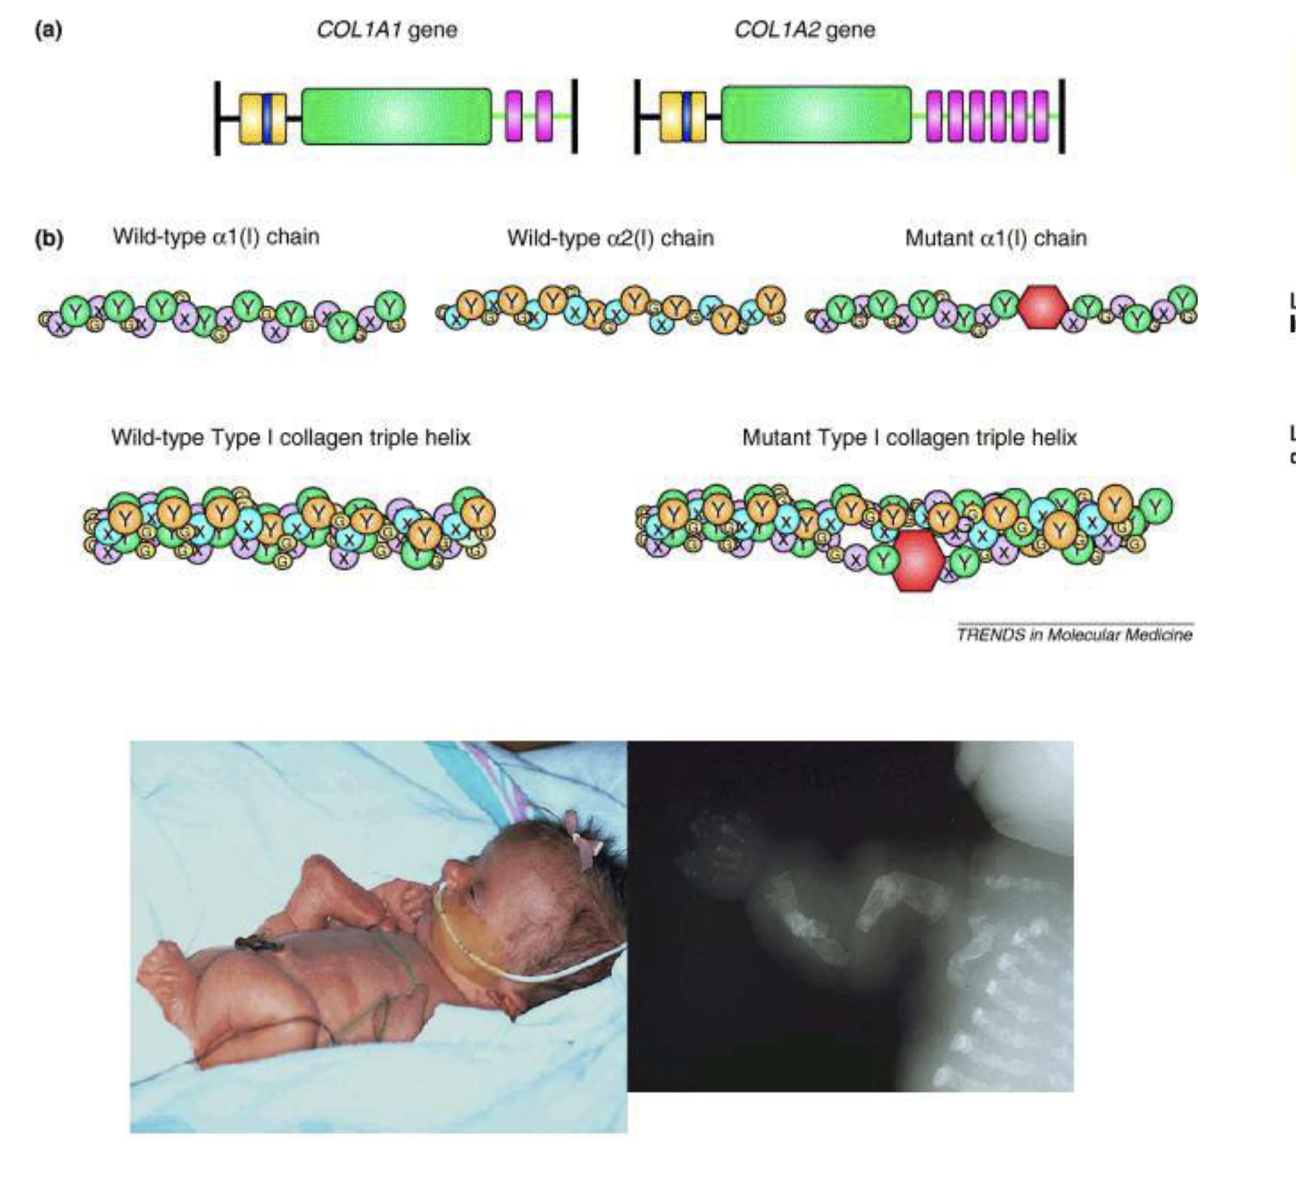 (a) COL1A1 gene COL1A2 gene
(b) Wild-type α1(I) chain Wild-type α2(I) chain Mutant α1(I) chain
Wild-type Type I collagen triple helix Mutant Type I collagen triple helix
TRENDS in Molecular Medicine